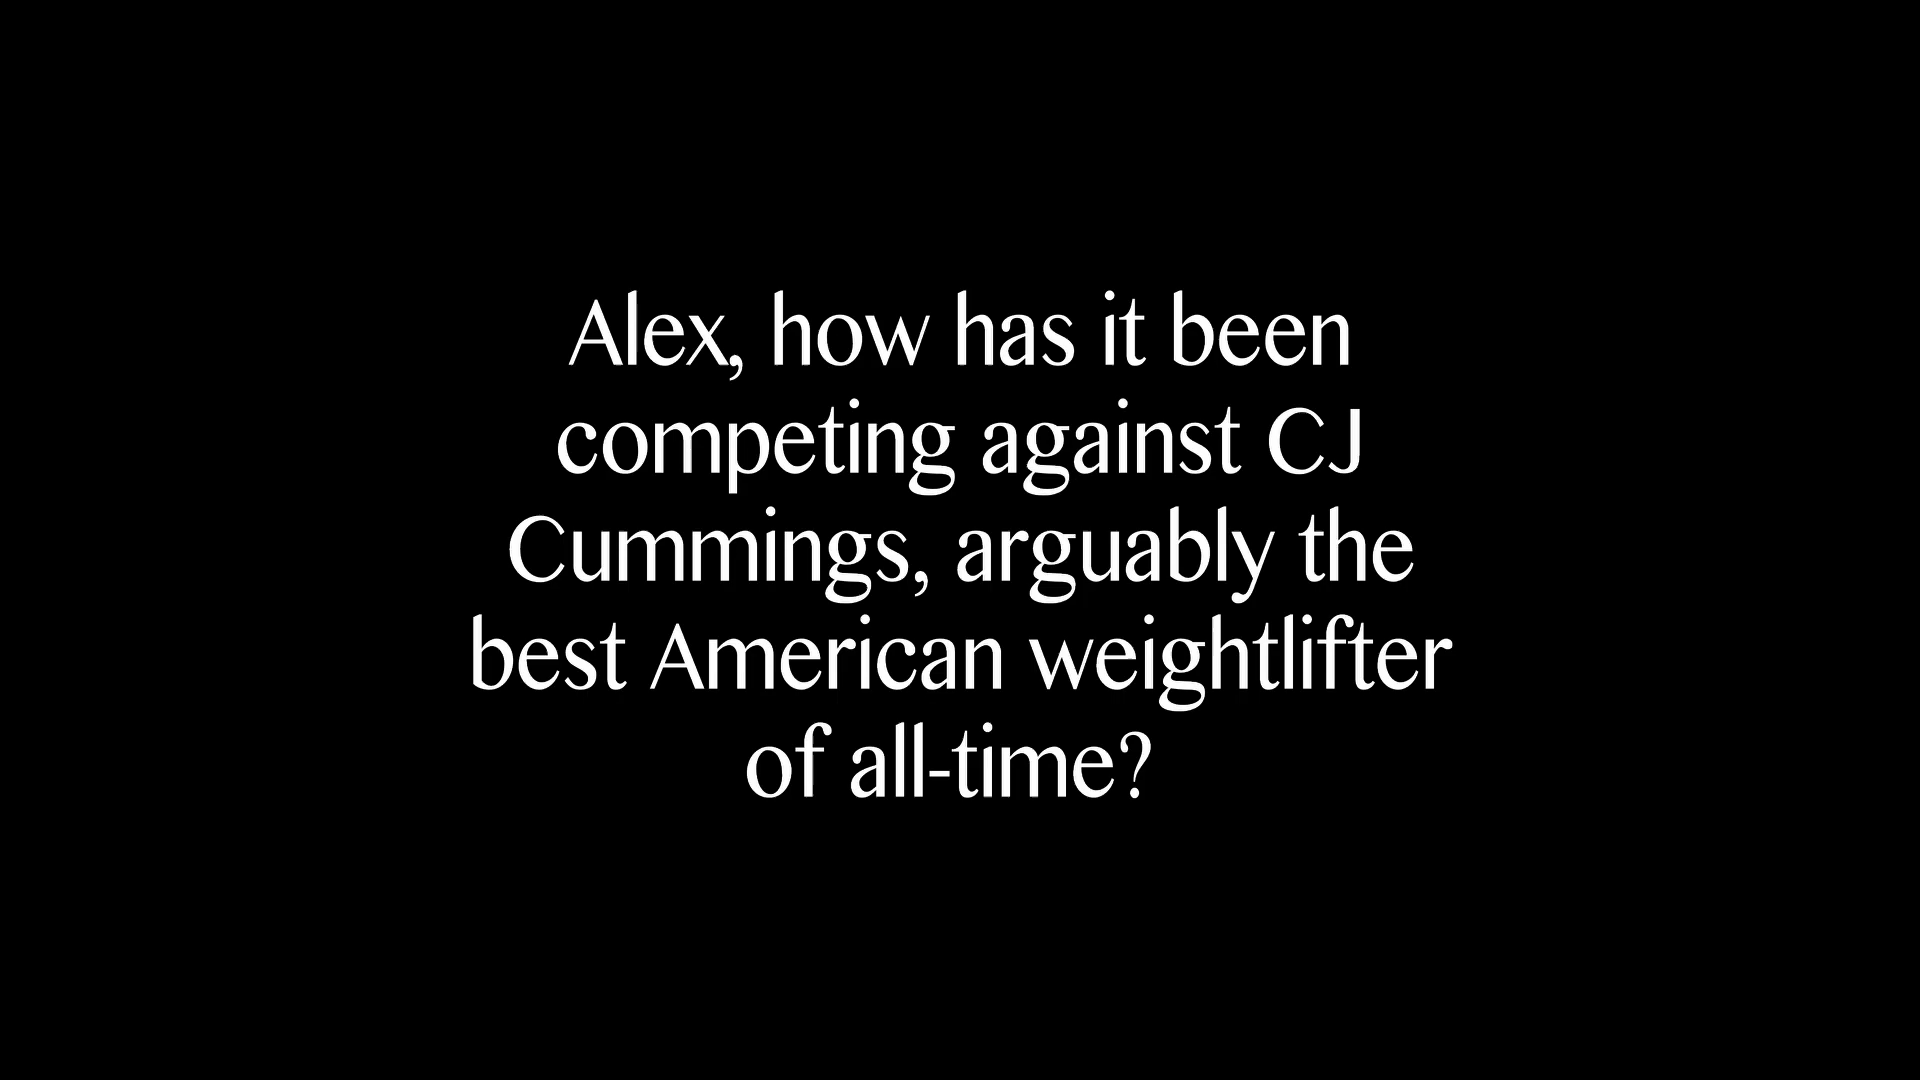 Alex, how has it been
competing against CJ
Cummings, arguably the
best American weightlifter
of all-time?